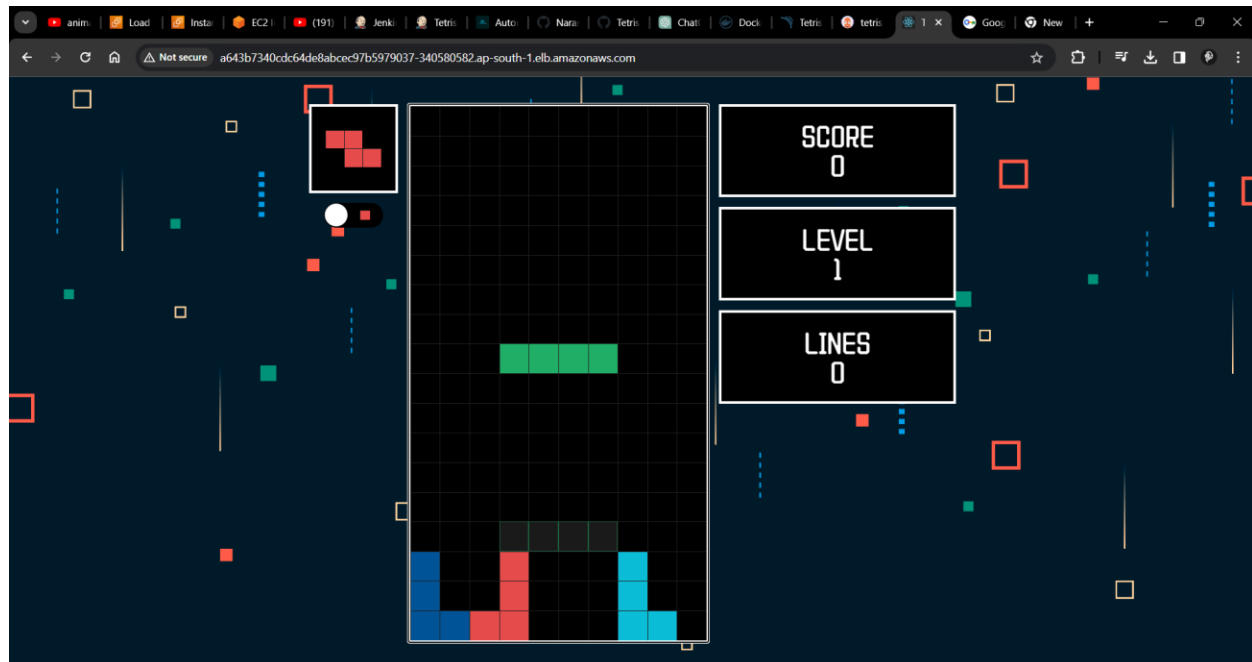 anim
Load
Insta
EC2 I
(191)
Jenki
Tetris
Auto
Nara
Tetris
Chat
Dock
Tetris
tetris
1
Goog
New
Not secure
a643b7340cdc64de8abcec97b5979037-340580582.ap-south-1.elb.amazonaws.com
SCORE
0
LEVEL
1
LINES
0